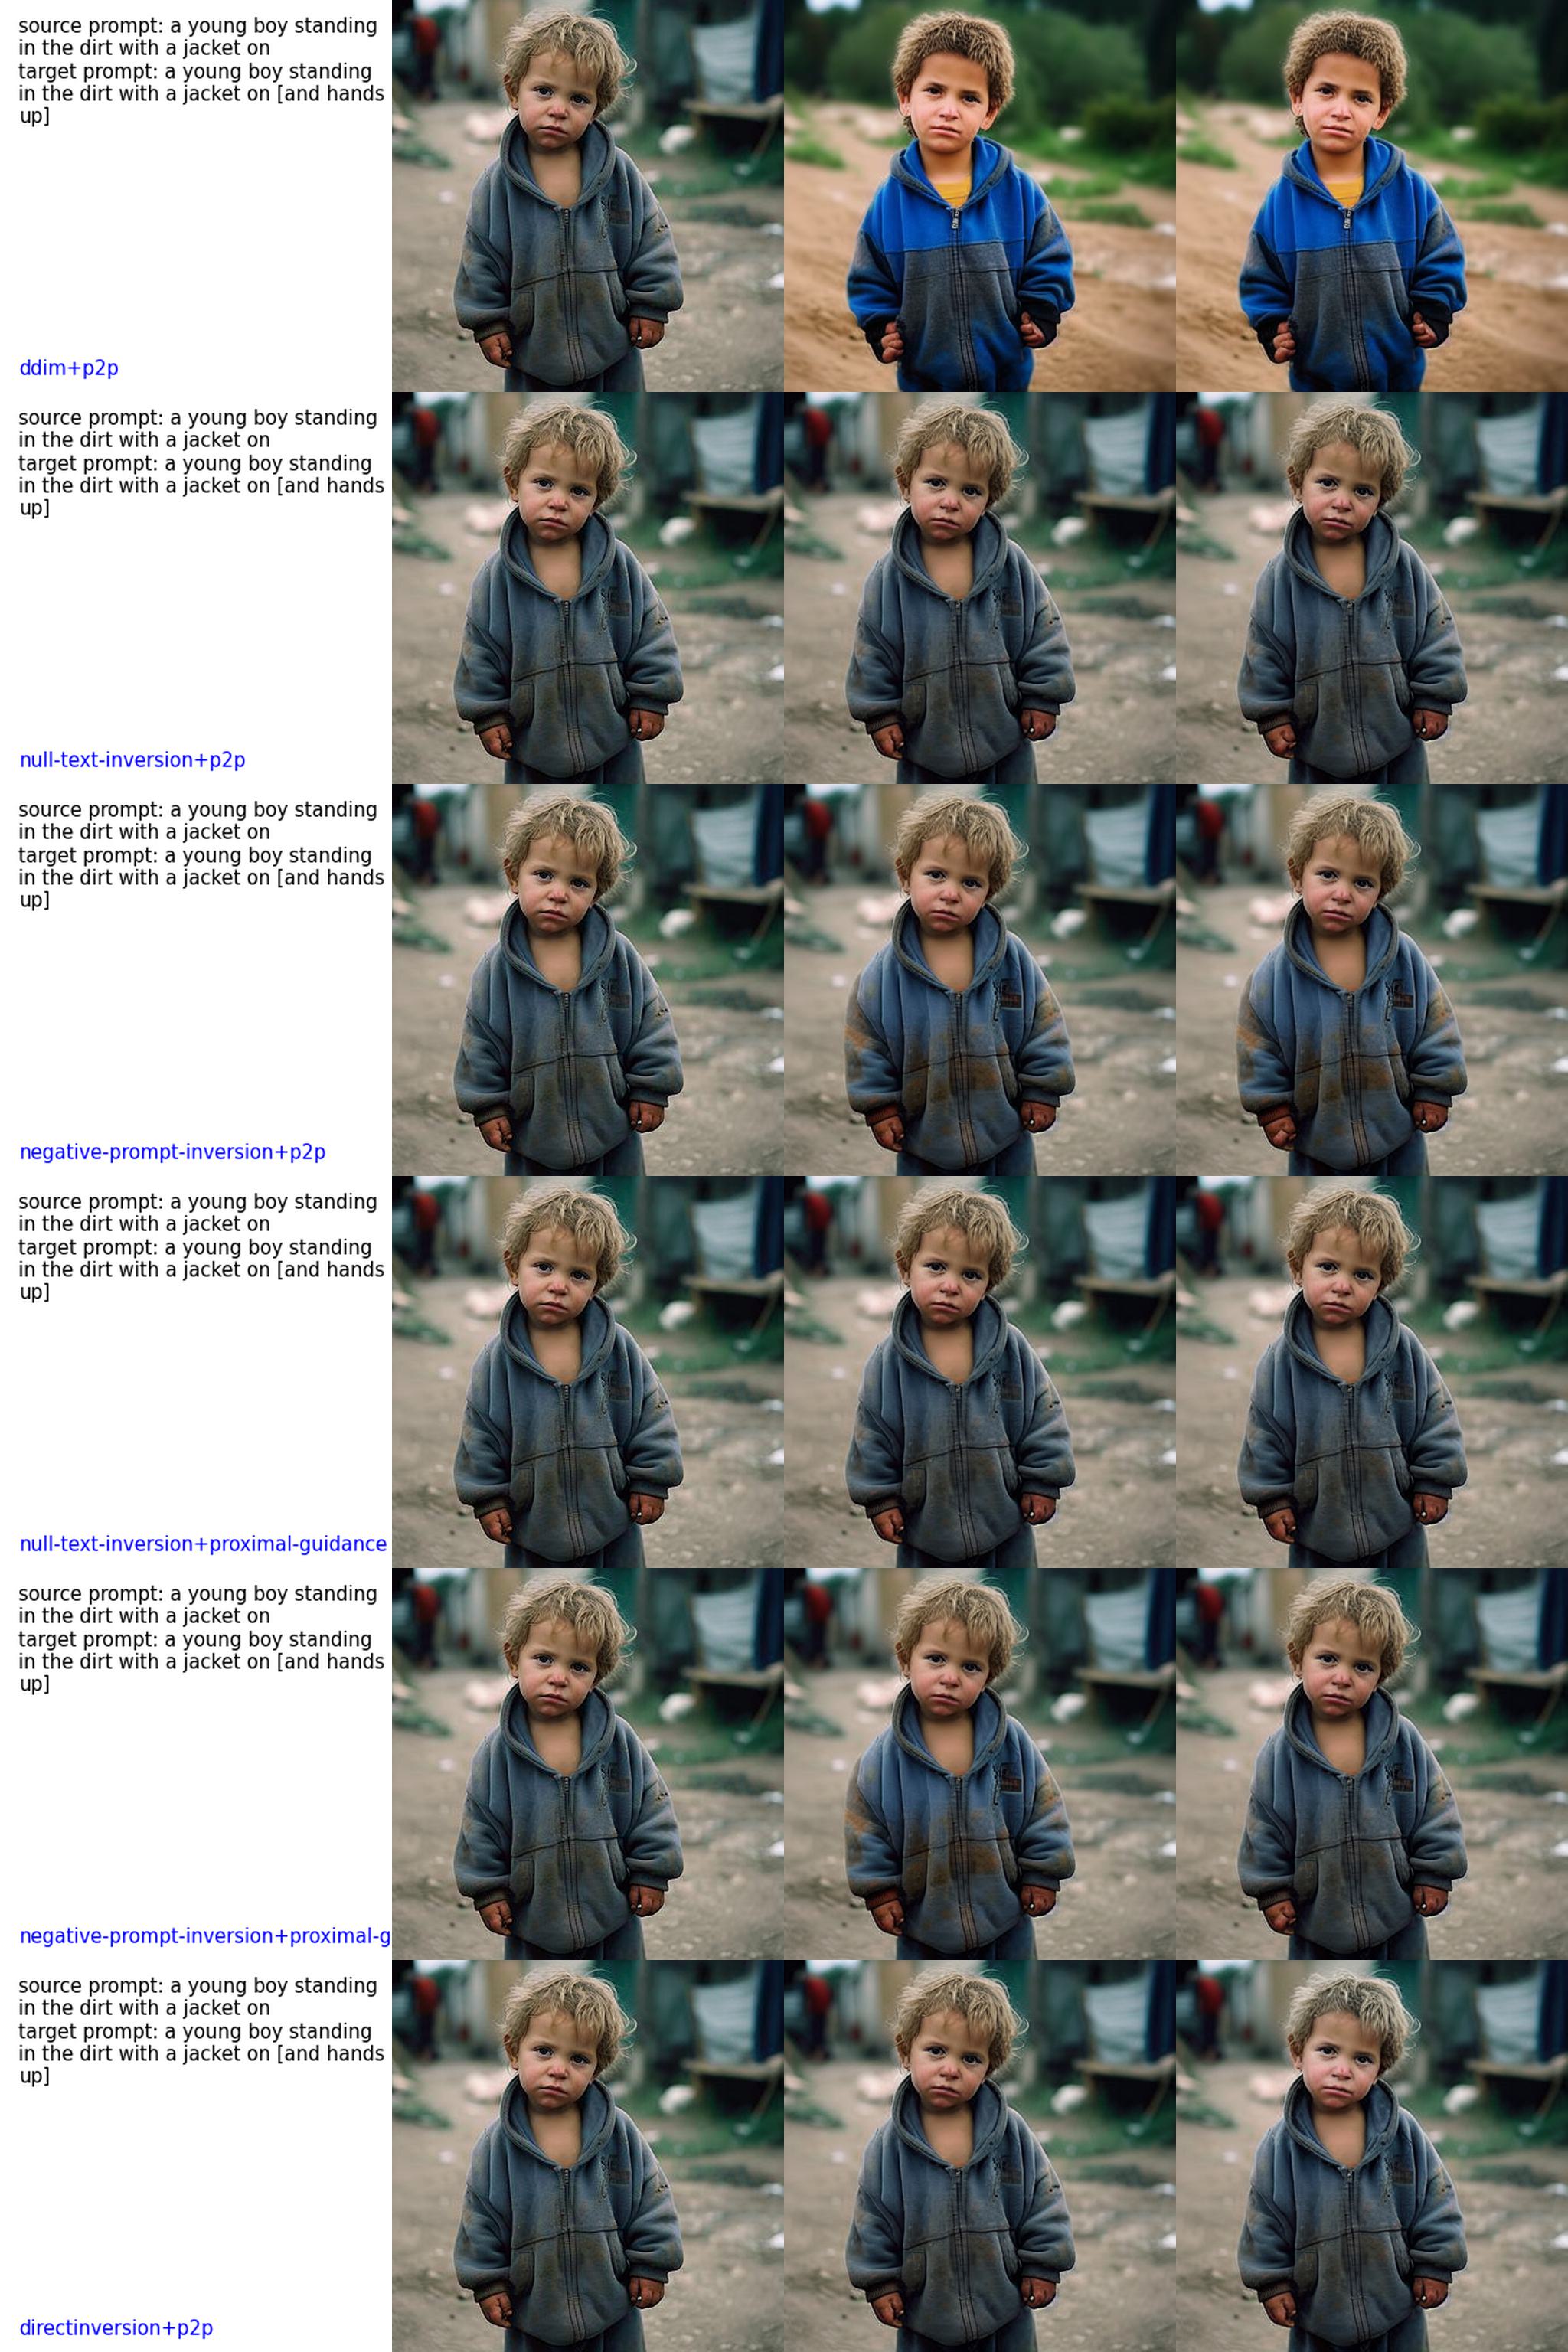 source prompt: a young boy standing
in the dirt with a jacket on
target prompt: a young boy standing
in the dirt with a jacket on [and hands
up]
ddim+p2p
source prompt: a young boy standing
in the dirt with a jacket on
target prompt: a young boy standing
in the dirt with a jacket on [and hands
up]
null-text-inversion+p2p
source prompt: a young boy standing
in the dirt with a jacket on
target prompt: a young boy standing
in the dirt with a jacket on [and hands
up]
negative-prompt-inversion+p2p
source prompt: a young boy standing
in the dirt with a jacket on
target prompt: a young boy standing
in the dirt with a jacket on [and hands
up]
null-text-inversion+proximal-guidance
source prompt: a young boy standing
in the dirt with a jacket on
target prompt: a young boy standing
in the dirt with a jacket on [and hands
up]
negative-prompt-inversion+proximal-g
source prompt: a young boy standing
in the dirt with a jacket on
target prompt: a young boy standing
in the dirt with a jacket on [and hands
up]
directinversion+p2p